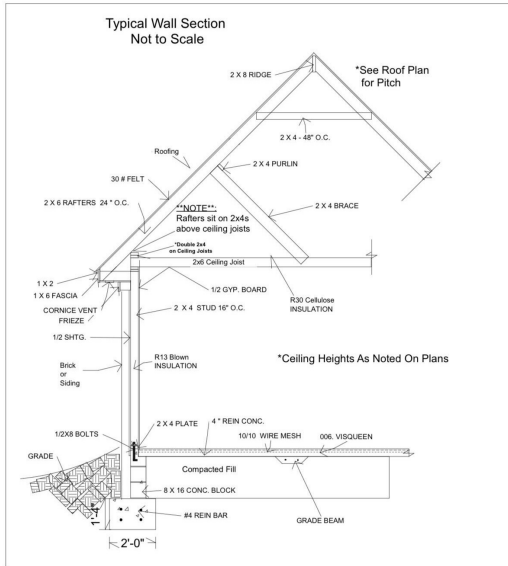 Typical Wall Section
Not to Scale
2 X 8 RIDGE
*See Roof Plan
for Pitch
2 X 4 - 48" O.C.
Roofing
2 X 4 PURLIN
30 # FELT
2 X 6 RAFTERS 24 " O.C.
2 X 4 BRACE
**NOTE**:
Rafters sit on 2x4s
above ceiling joists
*Double 2x4
on Ceiling Joists
2x6 Ceiling Joist
1 X 2
1 X 6 FASCIA
1/2 GYP. BOARD
R30 Cellulose
INSULATION
CORNICE VENT
FRIEZE
2 X 4 STUD 16" O.C.
1/2 SHTG.
Brick
or
Siding
R13 Blown
INSULATION
*Ceiling Heights As Noted On Plans
2 X 4 PLATE
4 " REIN CONC.
1/2X8 BOLTS
10/10 WIRE MESH
006. VISQUEEN
GRADE
Compacted Fill
8 X 16 CONC. BLOCK
GRADE BEAM
#4 REIN BAR
1'-4"
2'-0"